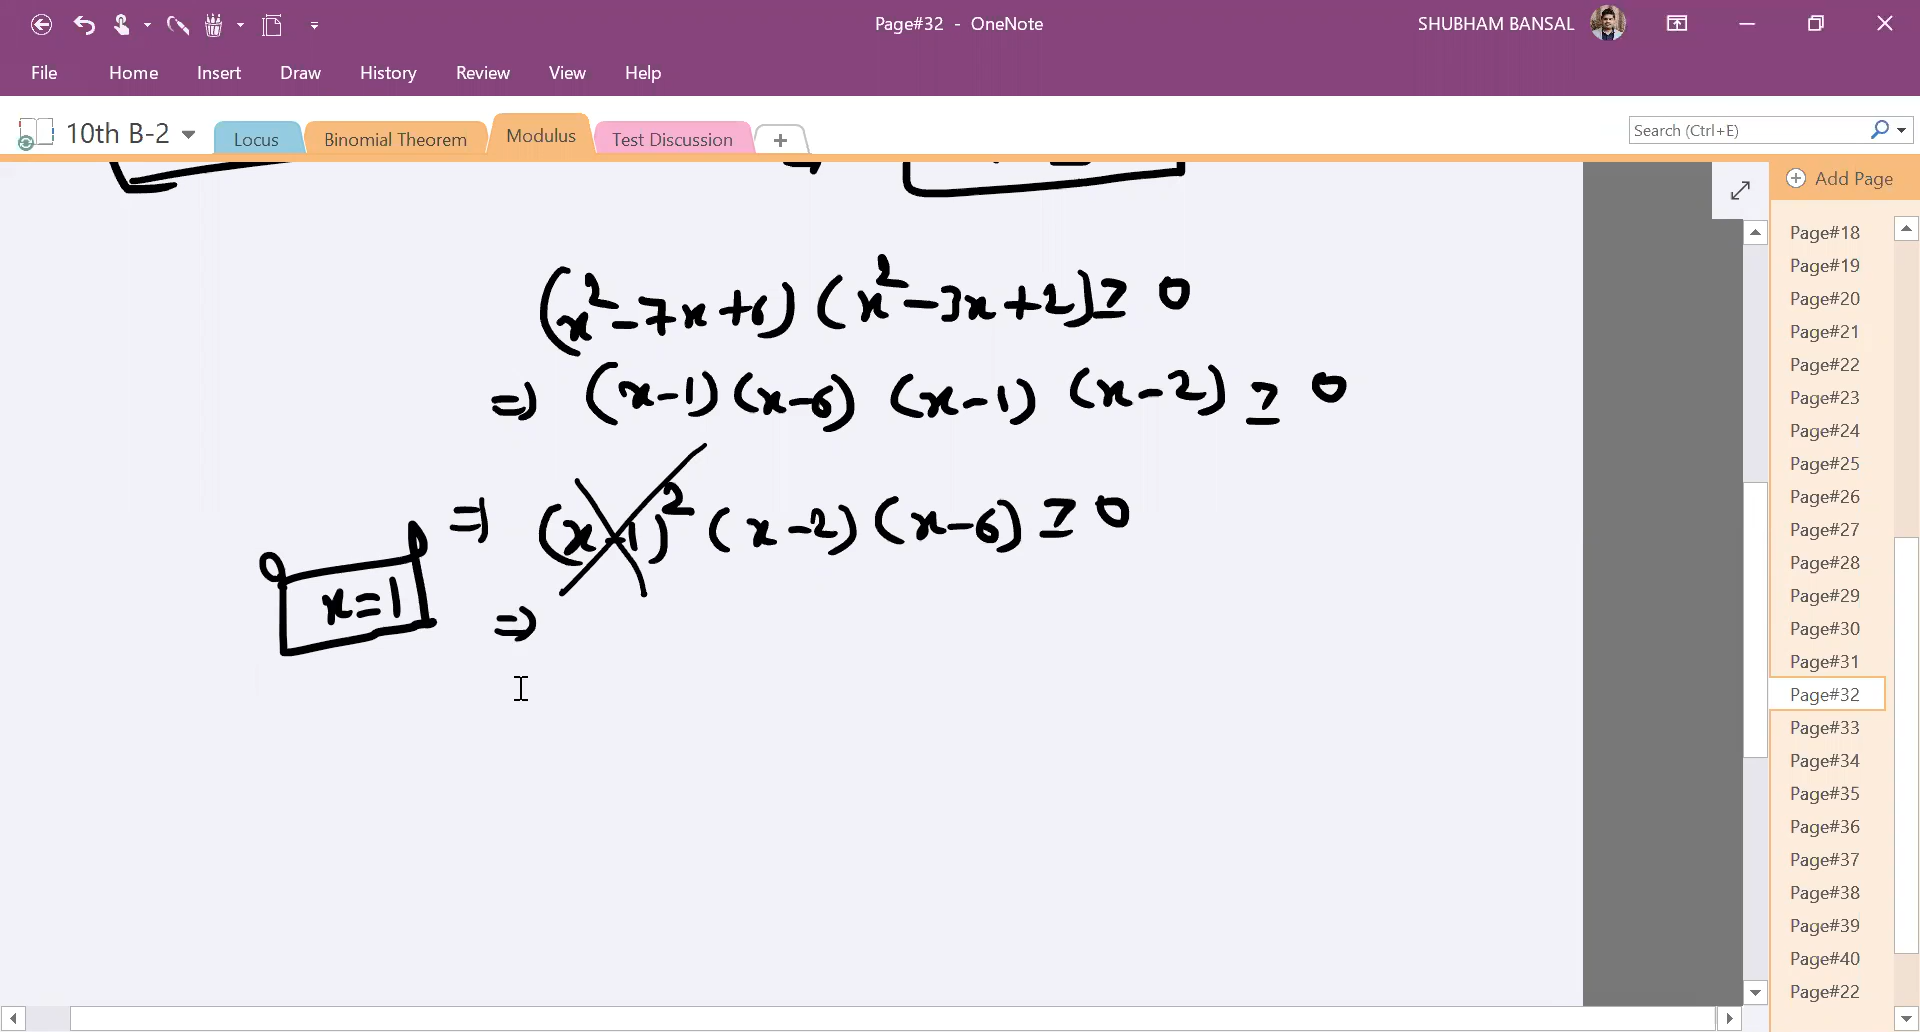 Page#32 - OneNote
SHUBHAM BANSAL
File Home Insert Draw History Review View Help
10th B-2 Locus Binomial Theorem Modulus Test Discussion +
Search (Ctrl+E)
Add Page
Page#18
Page#19
Page#20
Page#21
Page#22
Page#23
Page#24
Page#25
Page#26
Page#27
Page#28
Page#29
Page#30
Page#31
Page#32
Page#33
Page#34
Page#35
Page#36
Page#37
Page#38
Page#39
Page#40
Page#22
(x²-7x+6) (x²-3x+2) ≥ 0
⇒ (x-1) (x-6) (x-1) (x-2) ≥ 0
⇒ (x-1)² (x-2) (x-6) ≥ 0
x=1
⇒